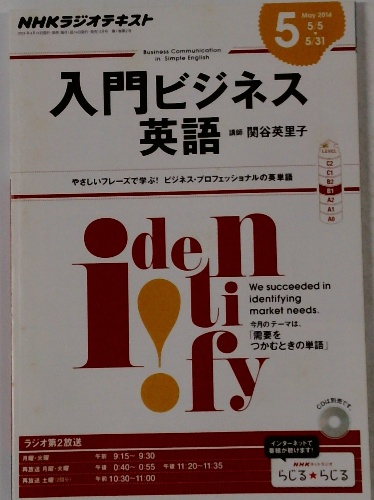 NHKラジオテキスト
5
May 2014
5/5
5/31
Business Communication
in Simple English
入門ビジネス
英語
講師 関谷英里子
LEVEL
C2
C1
B2
B1
A2
A1
A0
やさしいフレーズで学ぶ! ビジネス・プロフェッショナルの英単語
identify
We succeeded in
identifying
market needs.
今月のテーマは、
「需要を
つかむときの単語」
CDは別売です。
ラジオ第2放送
月曜・火曜 午前 9:15〜 9:30
再放送 月曜・火曜 午後 0:40〜 0:55 午後 11:20〜11:35
再放送 土曜(2回分) 午前 10:30〜11:00
インターネットで
番組が聴けます!
NHKネットラジオ
らじる★らじる